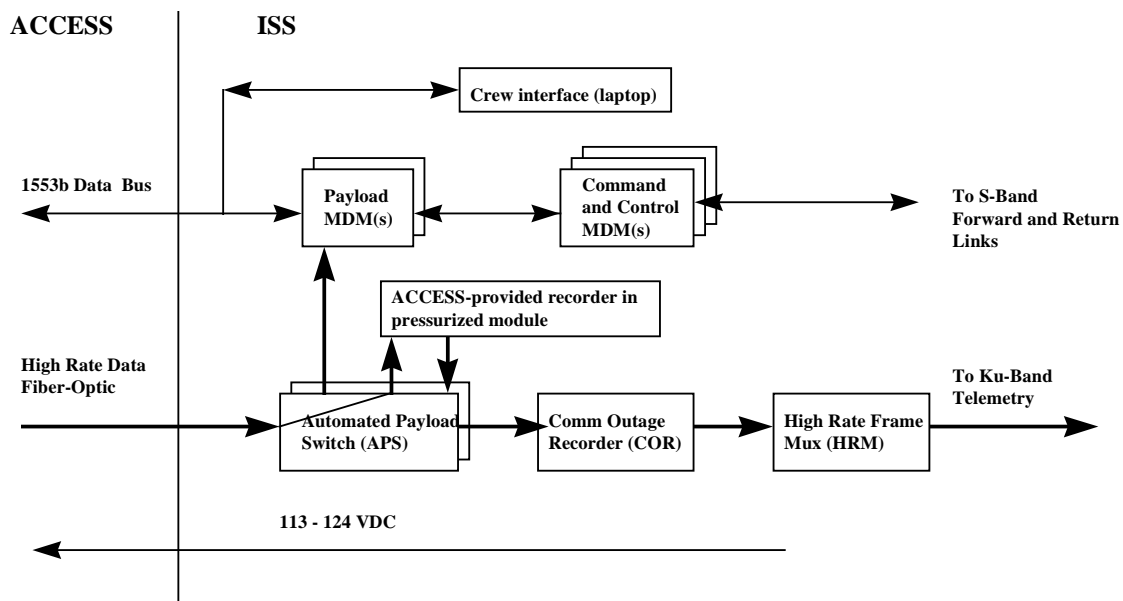 ACCESS
ISS
Crew interface (laptop)
1553b Data Bus
Payload
MDM(s)
Command
and Control
MDM(s)
To S-Band
Forward and Return
Links
ACCESS-provided recorder in
pressurized module
High Rate Data
Fiber-Optic
Automated Payload
Switch (APS)
Comm Outage
Recorder (COR)
High Rate Frame
Mux (HRM)
To Ku-Band
Telemetry
113 - 124 VDC